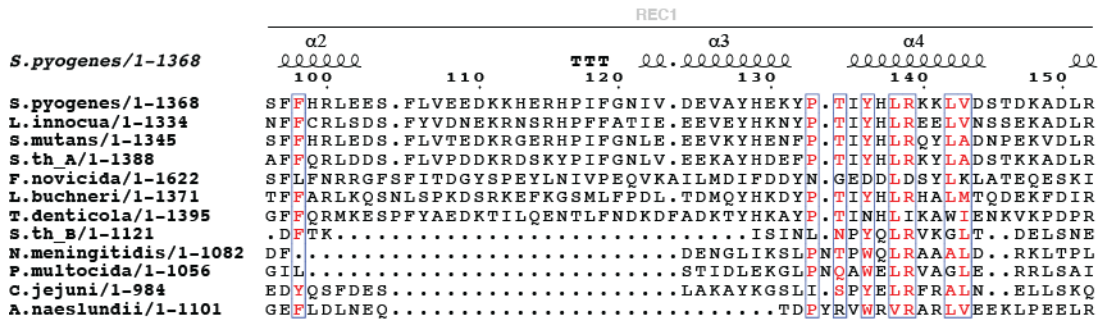 REC1
α2 α3 α4
S.pyogenes/1-1368 TTT
100 110 120 130 140 150
S.pyogenes/1-1368 SFFHRLEES.FLVEEDKKHERHPIFGNIV.DEVAYHEKYP.TIYHLRKKLVDSTDKADLR
L.innocua/1-1334 NFFCRLSDS.FYVDNEKRNSRHPFFATIE.EEVEYHKNYP.TIYHLREELVNSSEKADLR
S.mutans/1-1345 SFFHRLEDS.FLVTEDKRGERHPIFGNLE.EEVKYHENFP.TIYHLRQYLADNPEKVDLR
S.th_A/1-1388 AFFQRLDDS.FLVPDDKRDSKYPIFGNLV.EEKAYHDEFP.TIYHLRKYLADSTKKADLR
F.novicida/1-1622 SFLFNRRGFSFITDGYSPEYLNIVPEQVKAILMDIFDDYN.GEDDLDSYLKLATEQESKI
L.buchneri/1-1371 TFFARLKQSNLSPKDSRKEFKGSMLFPDL.TDMQYHKDYP.TIYHLRHALMTQDEKFDIR
T.denticola/1-1395 GFFQRMKESPFYAEDKTILQENTLFNDKDFADKTYHKAYP.TINHLIKAWIENKVKPDPR
S.th_B/1-1121 .DFTK...........................ISINL.NPYQLRVKGLT..DELSNE
N.meningitidis/1-1082 DF.........................DENGLIKSLPNTPWQLRAAALD..RKLTPL
P.multocida/1-1056 GIL........................STIDLEKGLPNQAWELRVAGLE..RRLSAI
C.jejuni/1-984 EDYQSFDES...................LAKAYKGSLI.SPYELRFRALN..ELLSKQ
A.naeslundii/1-1101 GEFLDLNEQ.........................TDPYRVWRVRARLVEEKLPEELR